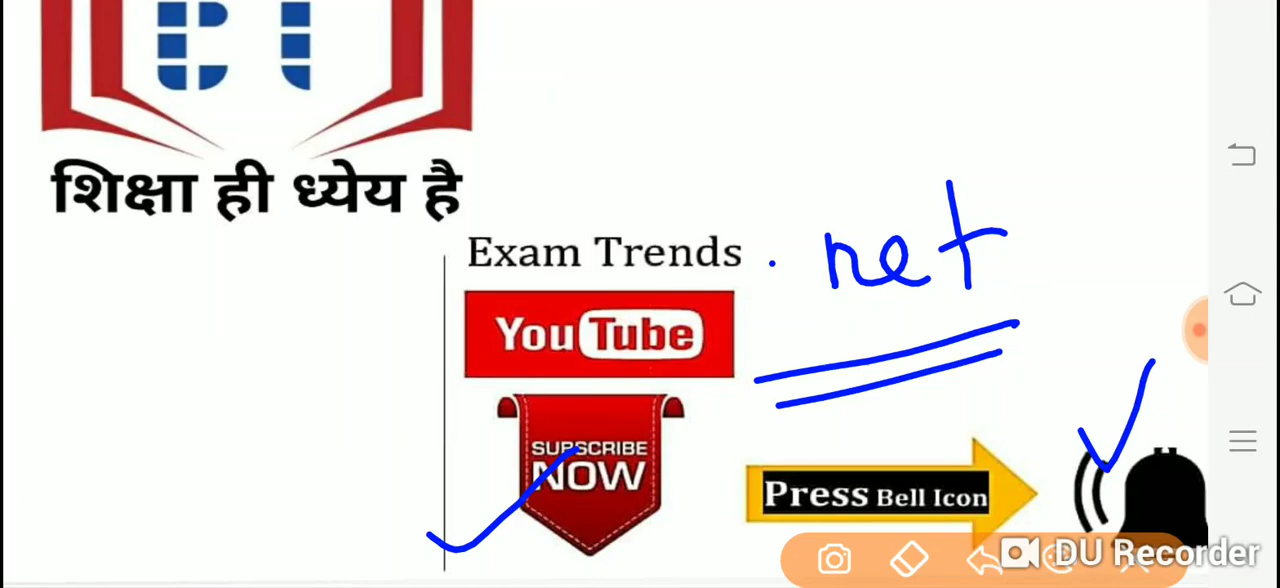 शिक्षा ही ध्येय है
Exam Trends . net
YouTube
SUBSCRIBE
NOW
Press Bell Icon
DU Recorder